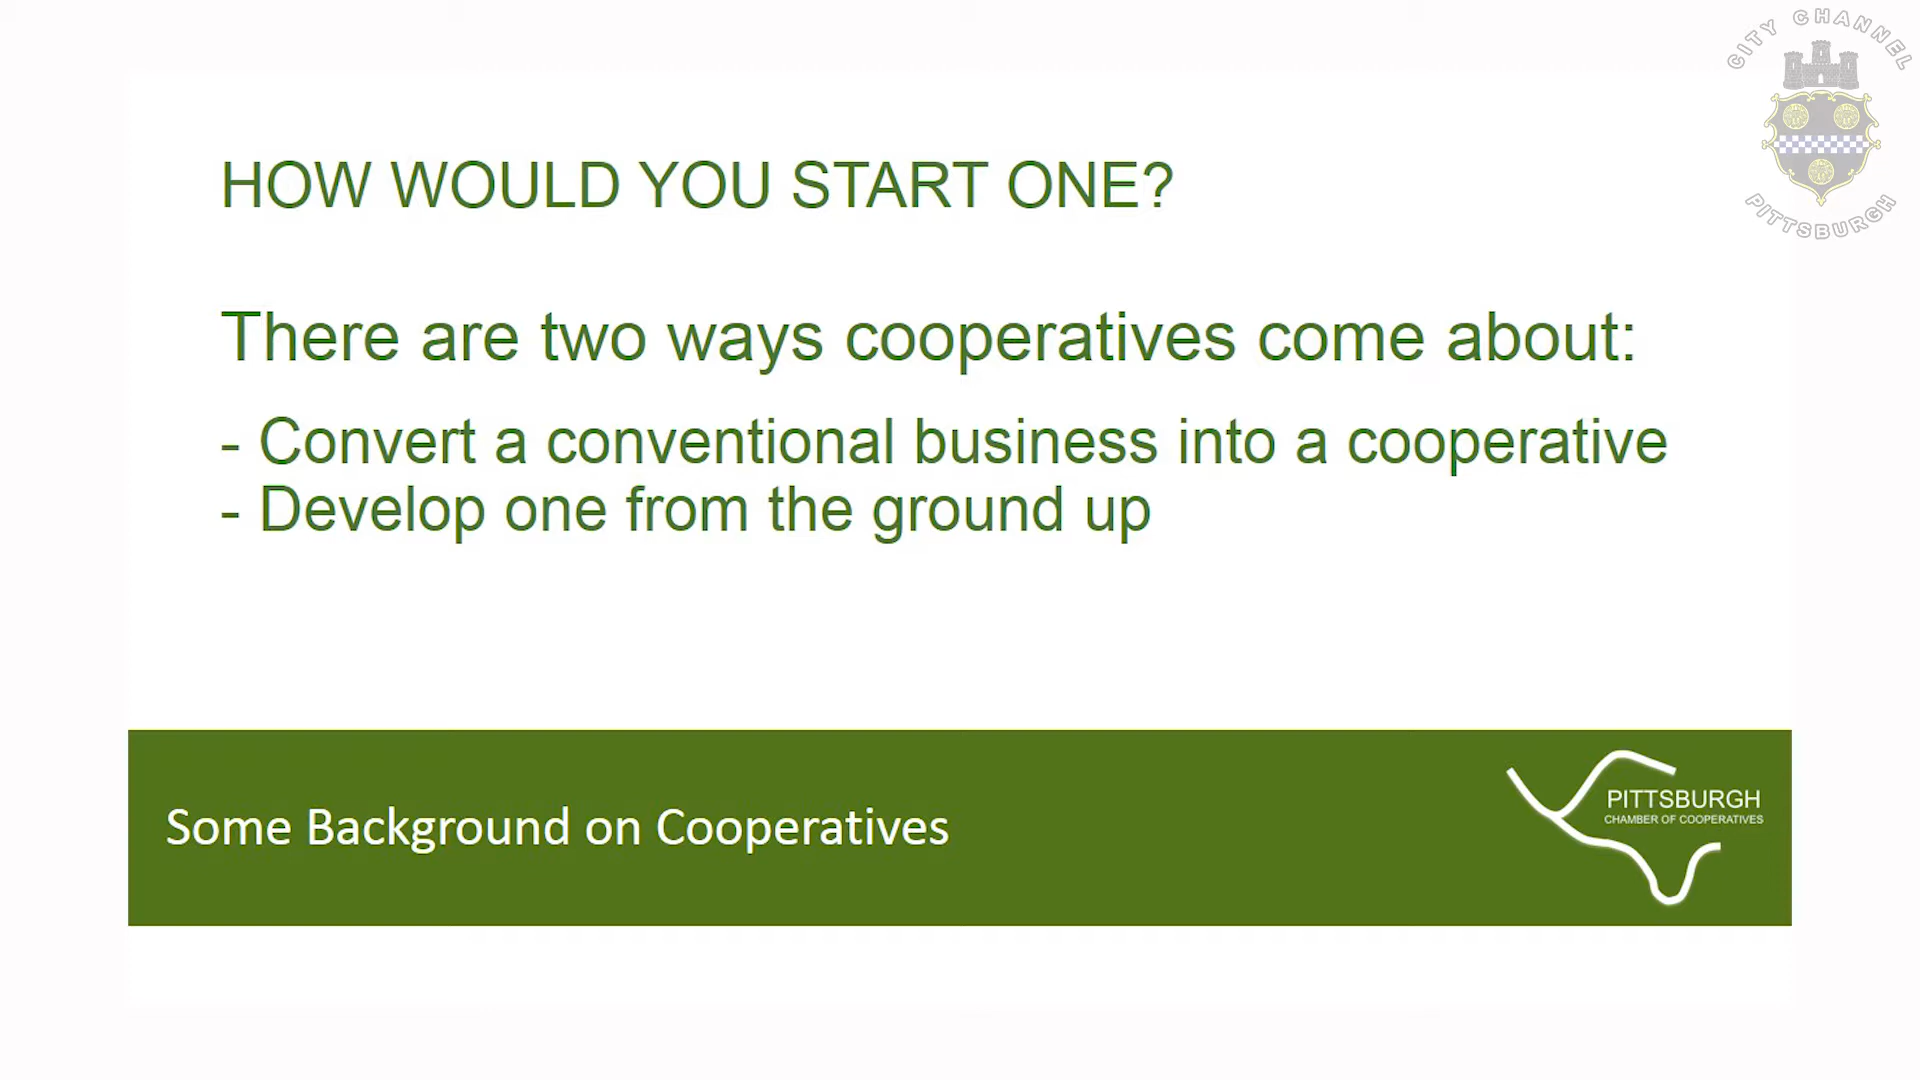 CITY CHANNEL
PITTSBURGH
HOW WOULD YOU START ONE?
There are two ways cooperatives come about:
- Convert a conventional business into a cooperative
- Develop one from the ground up
Some Background on Cooperatives
PITTSBURGH
CHAMBER OF COOPERATIVES